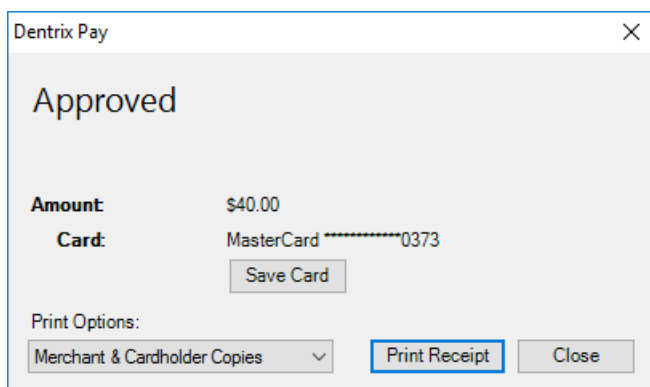 Dentrix Pay
Approved
Amount: $40.00
Card: MasterCard ************0373
Save Card
Print Options:
Merchant & Cardholder Copies
Print Receipt
Close